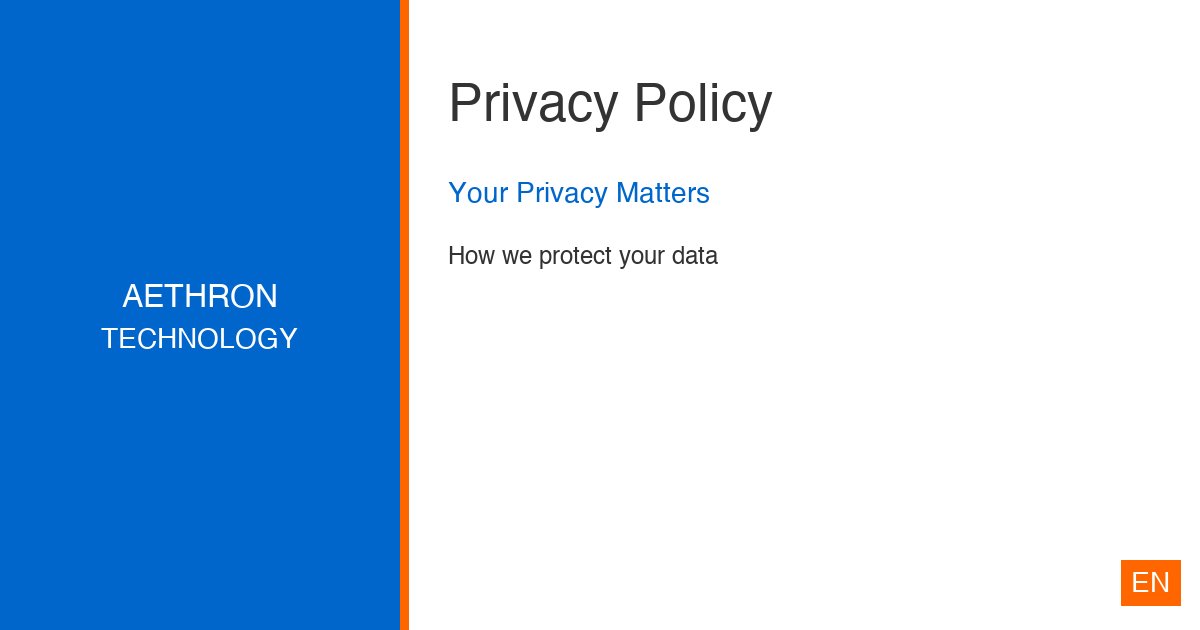 AETHRON
TECHNOLOGY
Privacy Policy
Your Privacy Matters
How we protect your data
EN